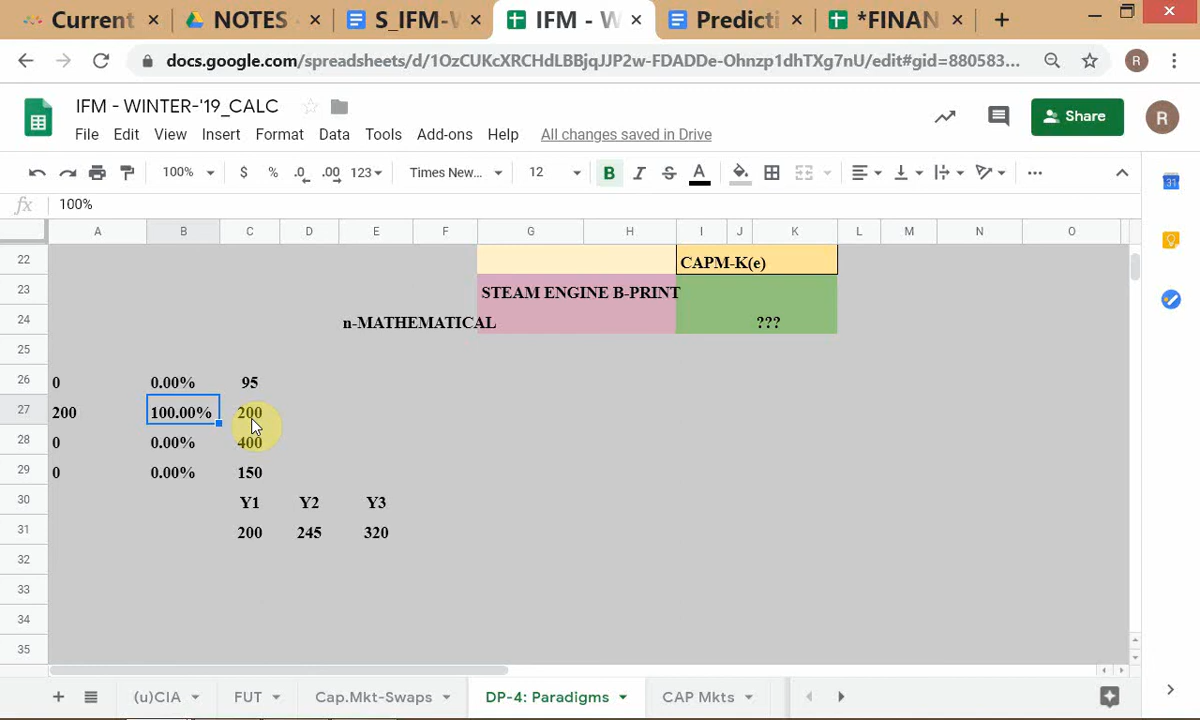 Current × NOTES × S_IFM-W × IFM - W × Predicti × *FINAN × +
docs.google.com/spreadsheets/d/1OzCUKcXRCHdLBBjqJJP2w-FDADDe-Ohnzp1dhTXg7nU/edit#gid=880583... R
IFM - WINTER-'19_CALC
File Edit View Insert Format Data Tools Add-ons Help All changes saved in Drive
Share R
100% $ % .0 .00 123 Times New... 12 B I S A ...
31
fx 100%
A B C D E F G H I J K L M N O
22 CAPM-K(e)
23 STEAM ENGINE B-PRINT
24 n-MATHEMATICAL ???
25
26 0 0.00% 95
27 200 100.00% 200
28 0 0.00% 400
29 0 0.00% 150
30 Y1 Y2 Y3
31 200 245 320
32
33
34
35
+ (u)CIA FUT Cap.Mkt-Swaps DP-4: Paradigms CAP Mkts